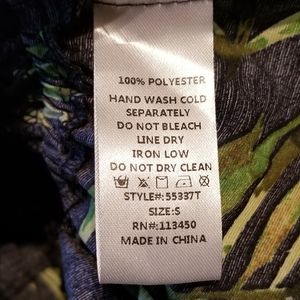 100% POLYESTER
HAND WASH COLD
SEPARATELY
DO NOT BLEACH
LINE DRY
IRON LOW
DO NOT DRY CLEAN
STYLE#:55337T
SIZE:S
RN#:113450
MADE IN CHINA